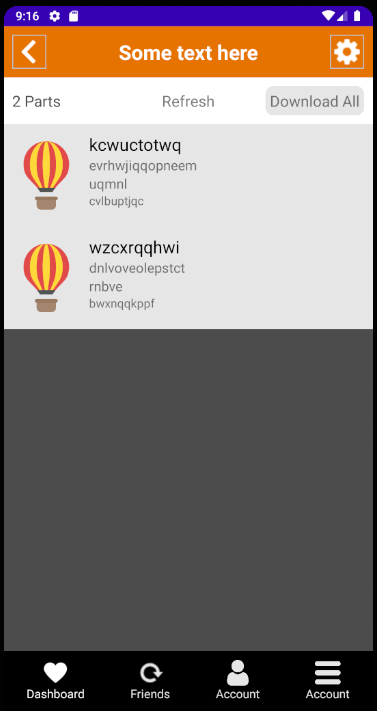 9:16
Some text here
2 Parts Refresh Download All
kcwuctotwq
evrhwjiqqopneem
uqmnl
cvlbuptjqc
wzcxrqqhwi
dnlvoveolepstct
rnbve
bwxnqqkppf
Dashboard Friends Account Account